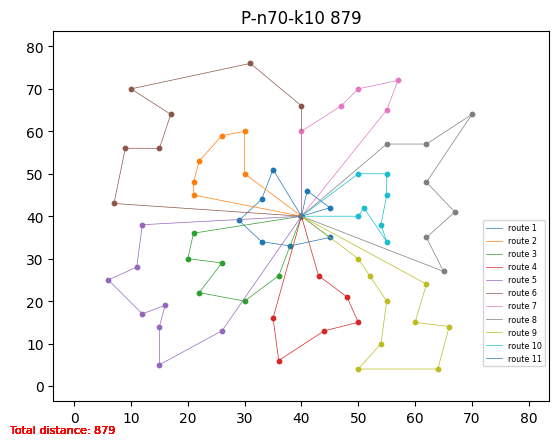 P-n70-k10 879
80
70
60
50
40
30
20
10
0
0 10 20 30 40 50 60 70 80
route 1
route 2
route 3
route 4
route 5
route 6
route 7
route 8
route 9
route 10
route 11
Total distance: 879